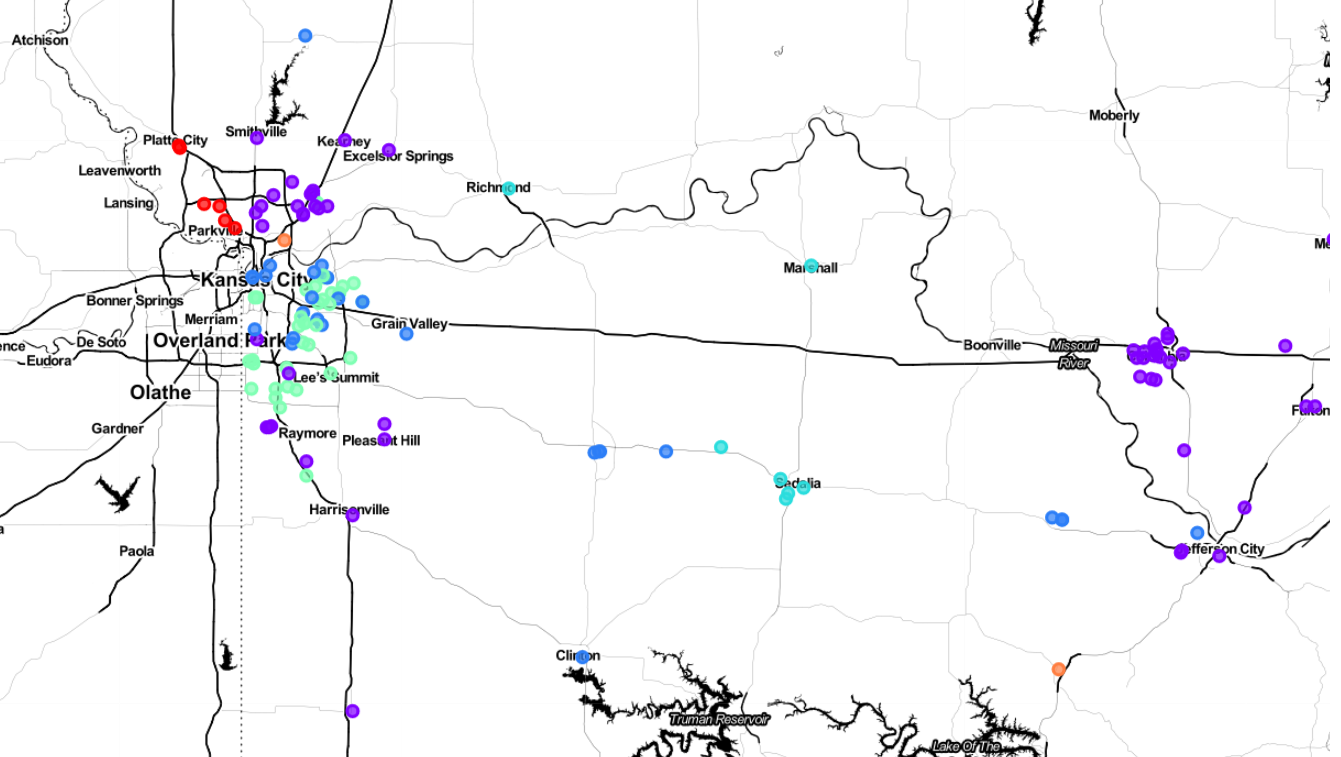 Atchison
Moberly
Platte City
Smithville
Kearney
Excelsior Springs
Leavenworth
Richmond
Lansing
Parkville
Kansas City
Marshall
Bonner Springs
Merriam
Grain Valley
De Soto
Overland Park
Eudora
Boonville
Missouri
River
Lee's Summit
Olathe
Gardner
Raymore
Pleasant Hill
Fulton
Sedalia
Harrisonville
Paola
Jefferson City
Clinton
Truman Reservoir
Lake Of The